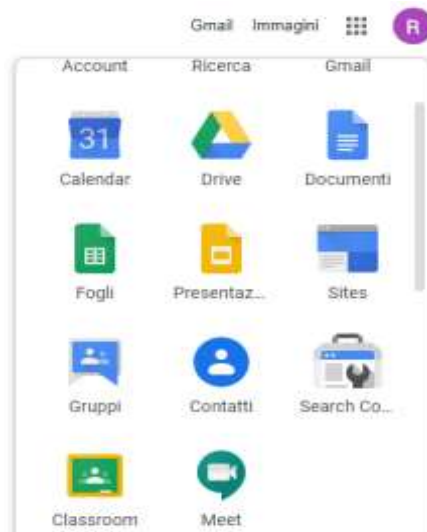 Gmail Immagini R
Account Ricerca Gmail
31
Calendar Drive Documenti
Fogli Presentaz... Sites
Gruppi Contatti Search Co...
Classroom Meet